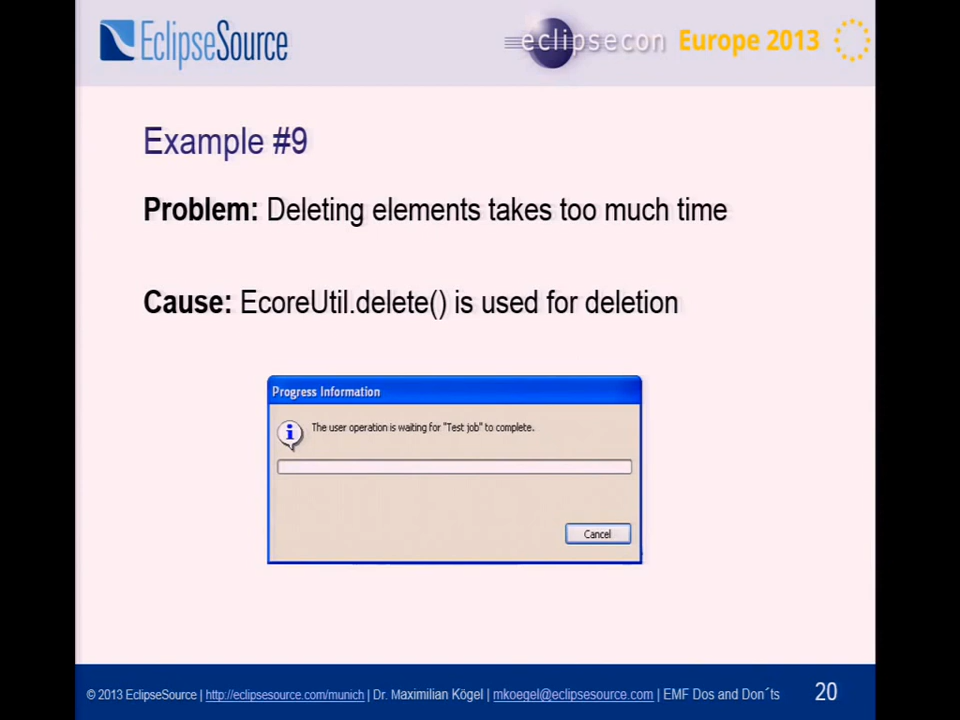 EclipseSource
eclipsecon Europe 2013
Example #9
Problem: Deleting elements takes too much time
Cause: EcoreUtil.delete() is used for deletion
Progress Information
The user operation is waiting for "Test job" to complete.
Cancel
© 2013 EclipseSource | http://eclipsesource.com/munich | Dr. Maximilian Kögel | mkoegel@eclipsesource.com | EMF Dos and Don´ts 20